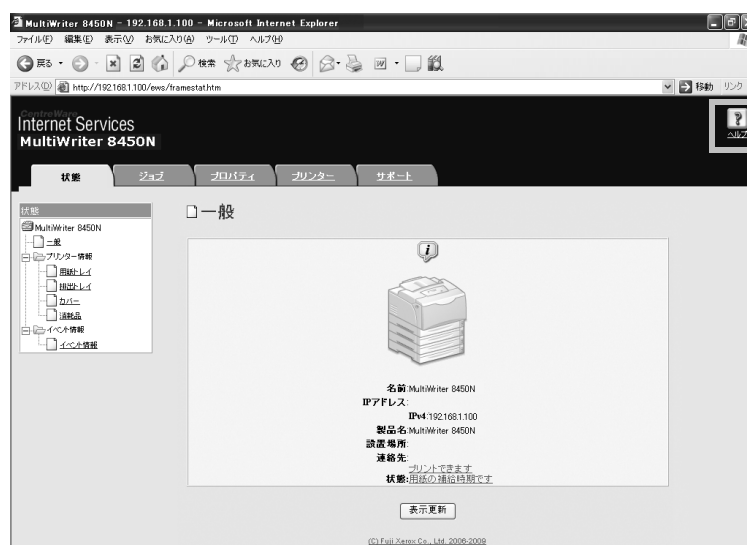 MultiWriter 8450N - 192.168.1.100 - Microsoft Internet Explorer
ファイル(F) 編集(E) 表示(V) お気に入り(A) ツール(T) ヘルプ(H)
戻る 検索 お気に入り
アドレス(D) http://192.168.1.100/ews/framestat.htm 移動 リンク
CentreWare
Internet Services
MultiWriter 8450N
ヘルプ
状態 ジョブ プロパティ プリンター サポート
状態
MultiWriter 8450N
一般
プリンター情報
用紙トレイ
排出トレイ
カバー
消耗品
イベント情報
イベント情報
一般
名前:MultiWriter 8450N
IPアドレス:
IPv4:192.168.1.100
製品名:MultiWriter 8450N
設置場所:
連絡先:
プリントできます
状態:用紙の補給時期です
表示更新
(C) Fuji Xerox Co., Ltd. 2006-2009